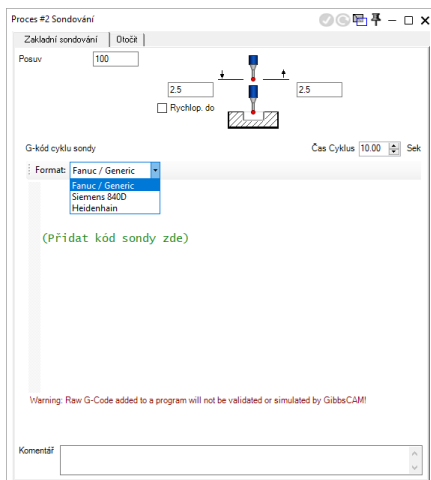 Proces #2 Sondování
Základní sondování Otočit
Posuv 100
2.5 2.5
Rychlop. do
G-kód cyklu sondy Čas Cyklus 10.00 Sek
Format: Fanuc / Generic
Fanuc / Generic
Siemens 840D
Heidenhain
(Přidat kód sondy zde)
Warning: Raw G-Code added to a program will not be validated or simulated by GibbsCAM!
Komentář